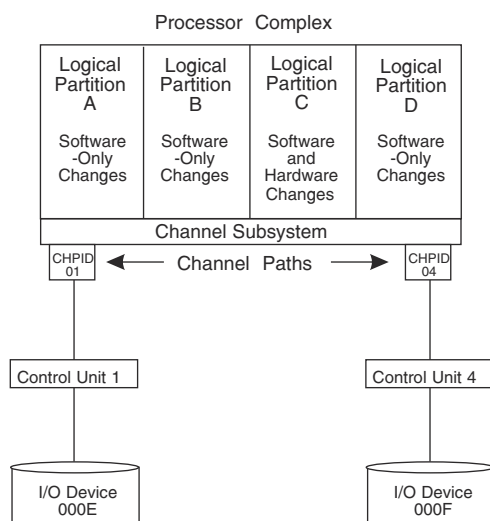 Processor Complex
Logical
Partition
A
Software
-Only
Changes
Logical
Partition
B
Software
-Only
Changes
Logical
Partition
C
Software
and
Hardware
Changes
Logical
Partition
D
Software
-Only
Changes
Channel Subsystem
CHPID
01
Channel Paths
CHPID
04
Control Unit 1
Control Unit 4
I/O Device
000E
I/O Device
000F